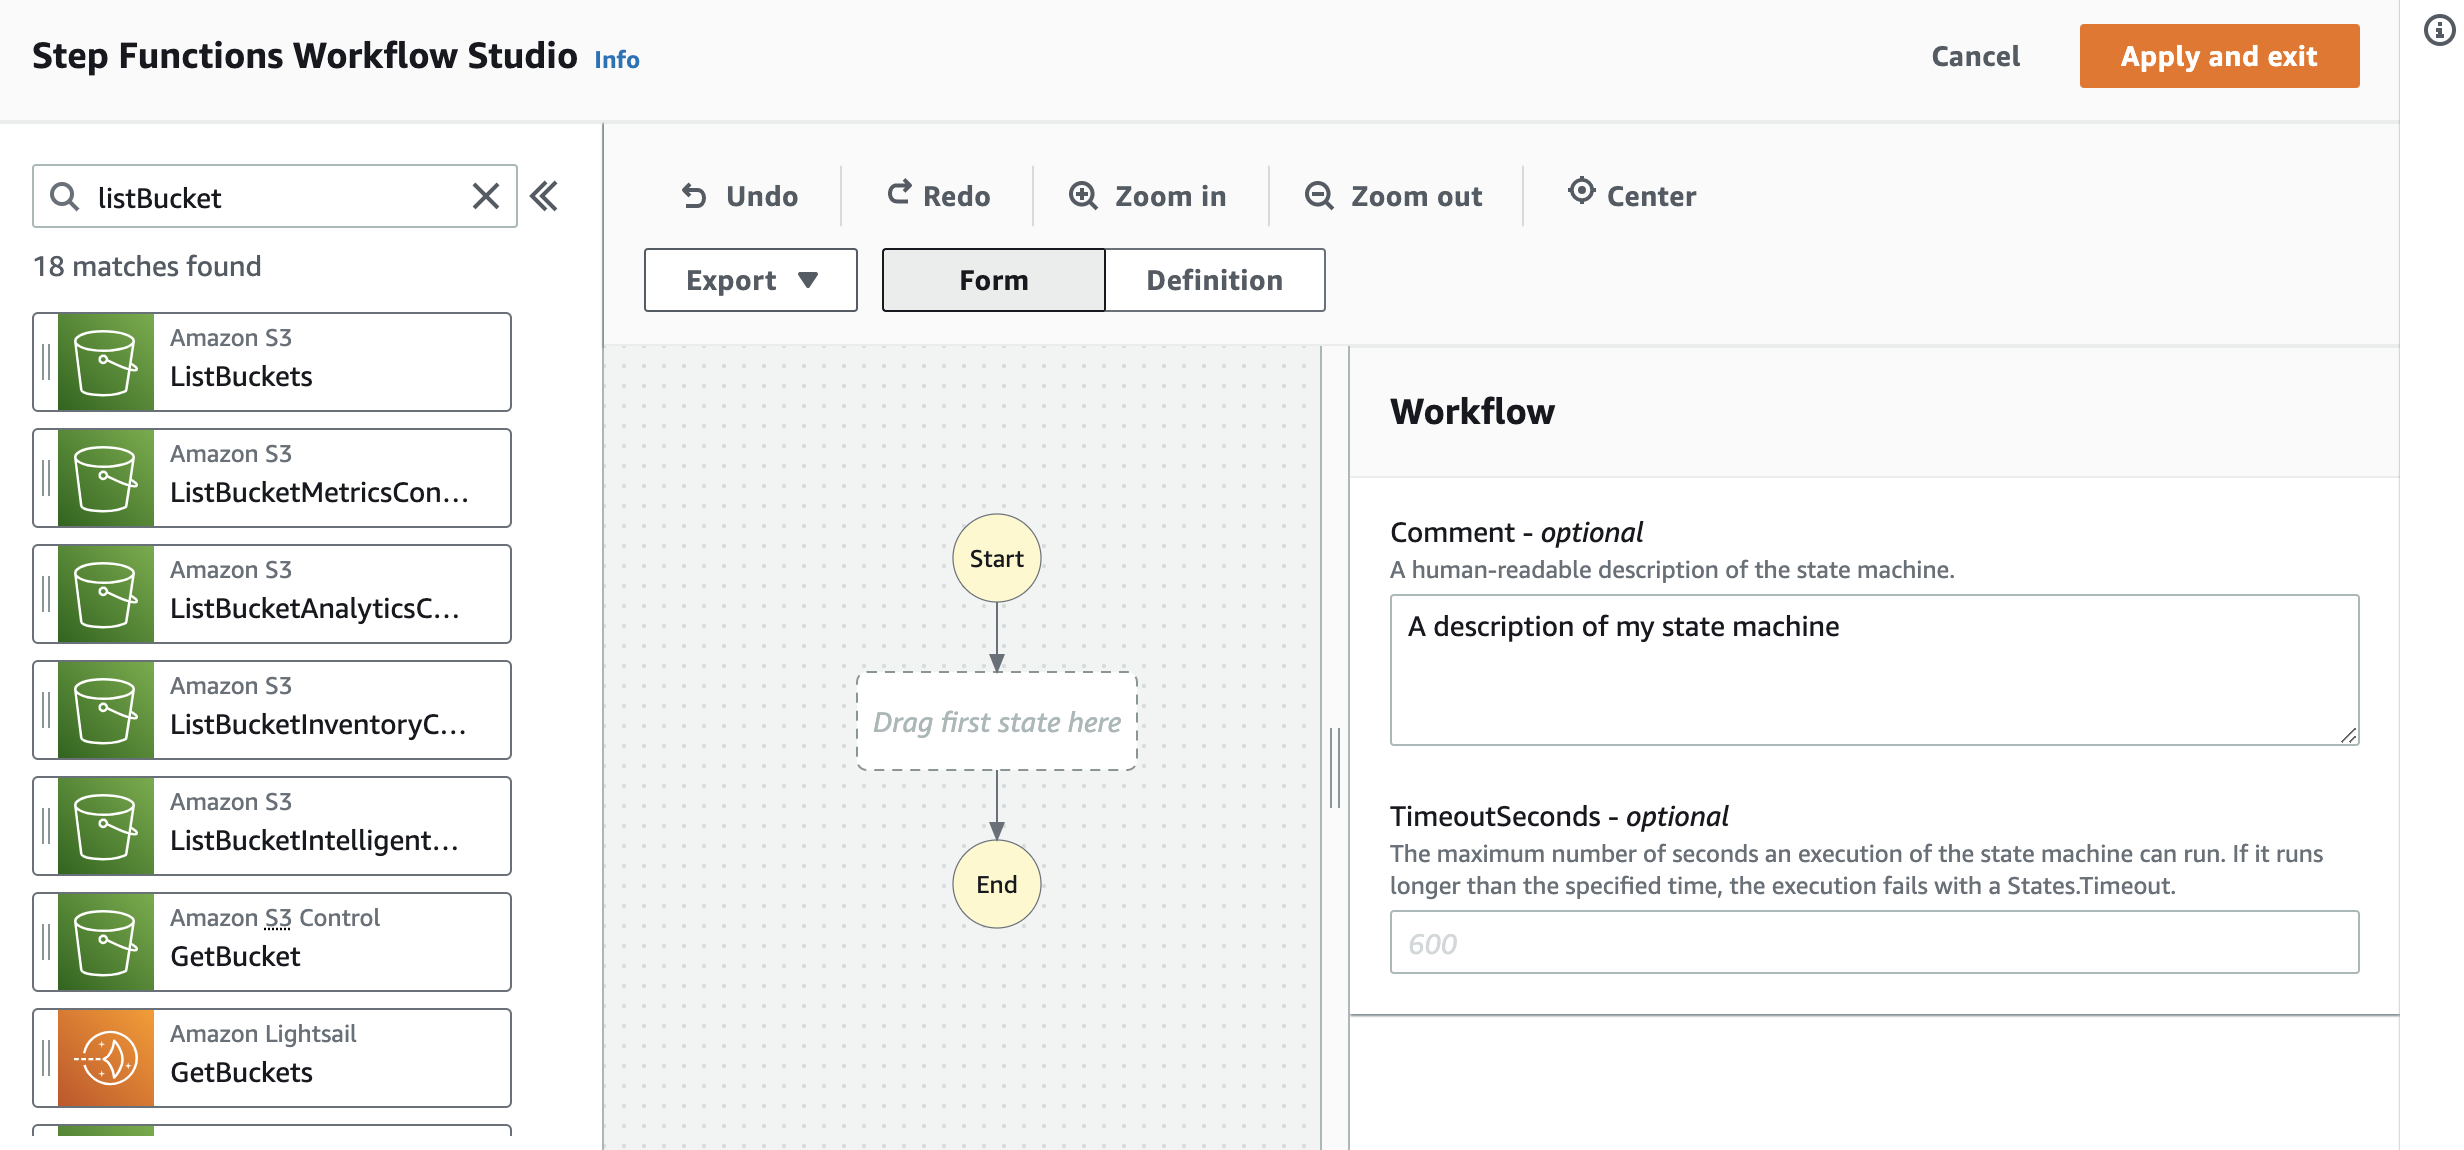 Step Functions Workflow Studio Info
Cancel
Apply and exit
listBucket
18 matches found
Amazon S3
ListBuckets
Amazon S3
ListBucketMetricsCon...
Amazon S3
ListBucketAnalyticsC...
Amazon S3
ListBucketInventoryC...
Amazon S3
ListBucketIntelligent...
Amazon S3 Control
GetBucket
Amazon Lightsail
GetBuckets
Undo
Redo
Zoom in
Zoom out
Center
Export
Form
Definition
Start
Drag first state here
End
Workflow
Comment - optional
A human-readable description of the state machine.
A description of my state machine
TimeoutSeconds - optional
The maximum number of seconds an execution of the state machine can run. If it runs
longer than the specified time, the execution fails with a States.Timeout.
600